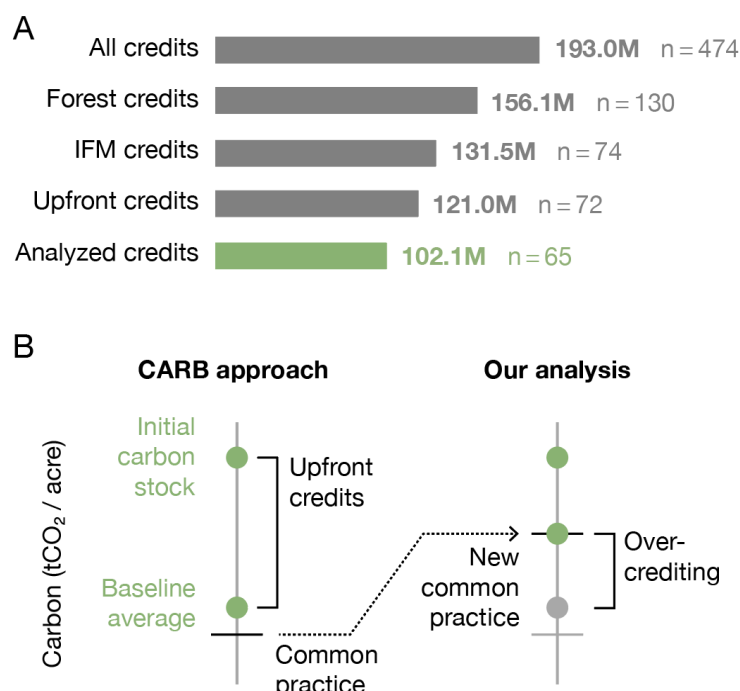 A
All credits 193.0M n = 474
Forest credits 156.1M n = 130
IFM credits 131.5M n = 74
Upfront credits 121.0M n = 72
Analyzed credits 102.1M n = 65
B
CARB approach
Our analysis
Carbon (tCO₂ / acre)
Initial
carbon
stock
Upfront
credits
Baseline
average
Common
practice
New
common
practice
Over-
crediting